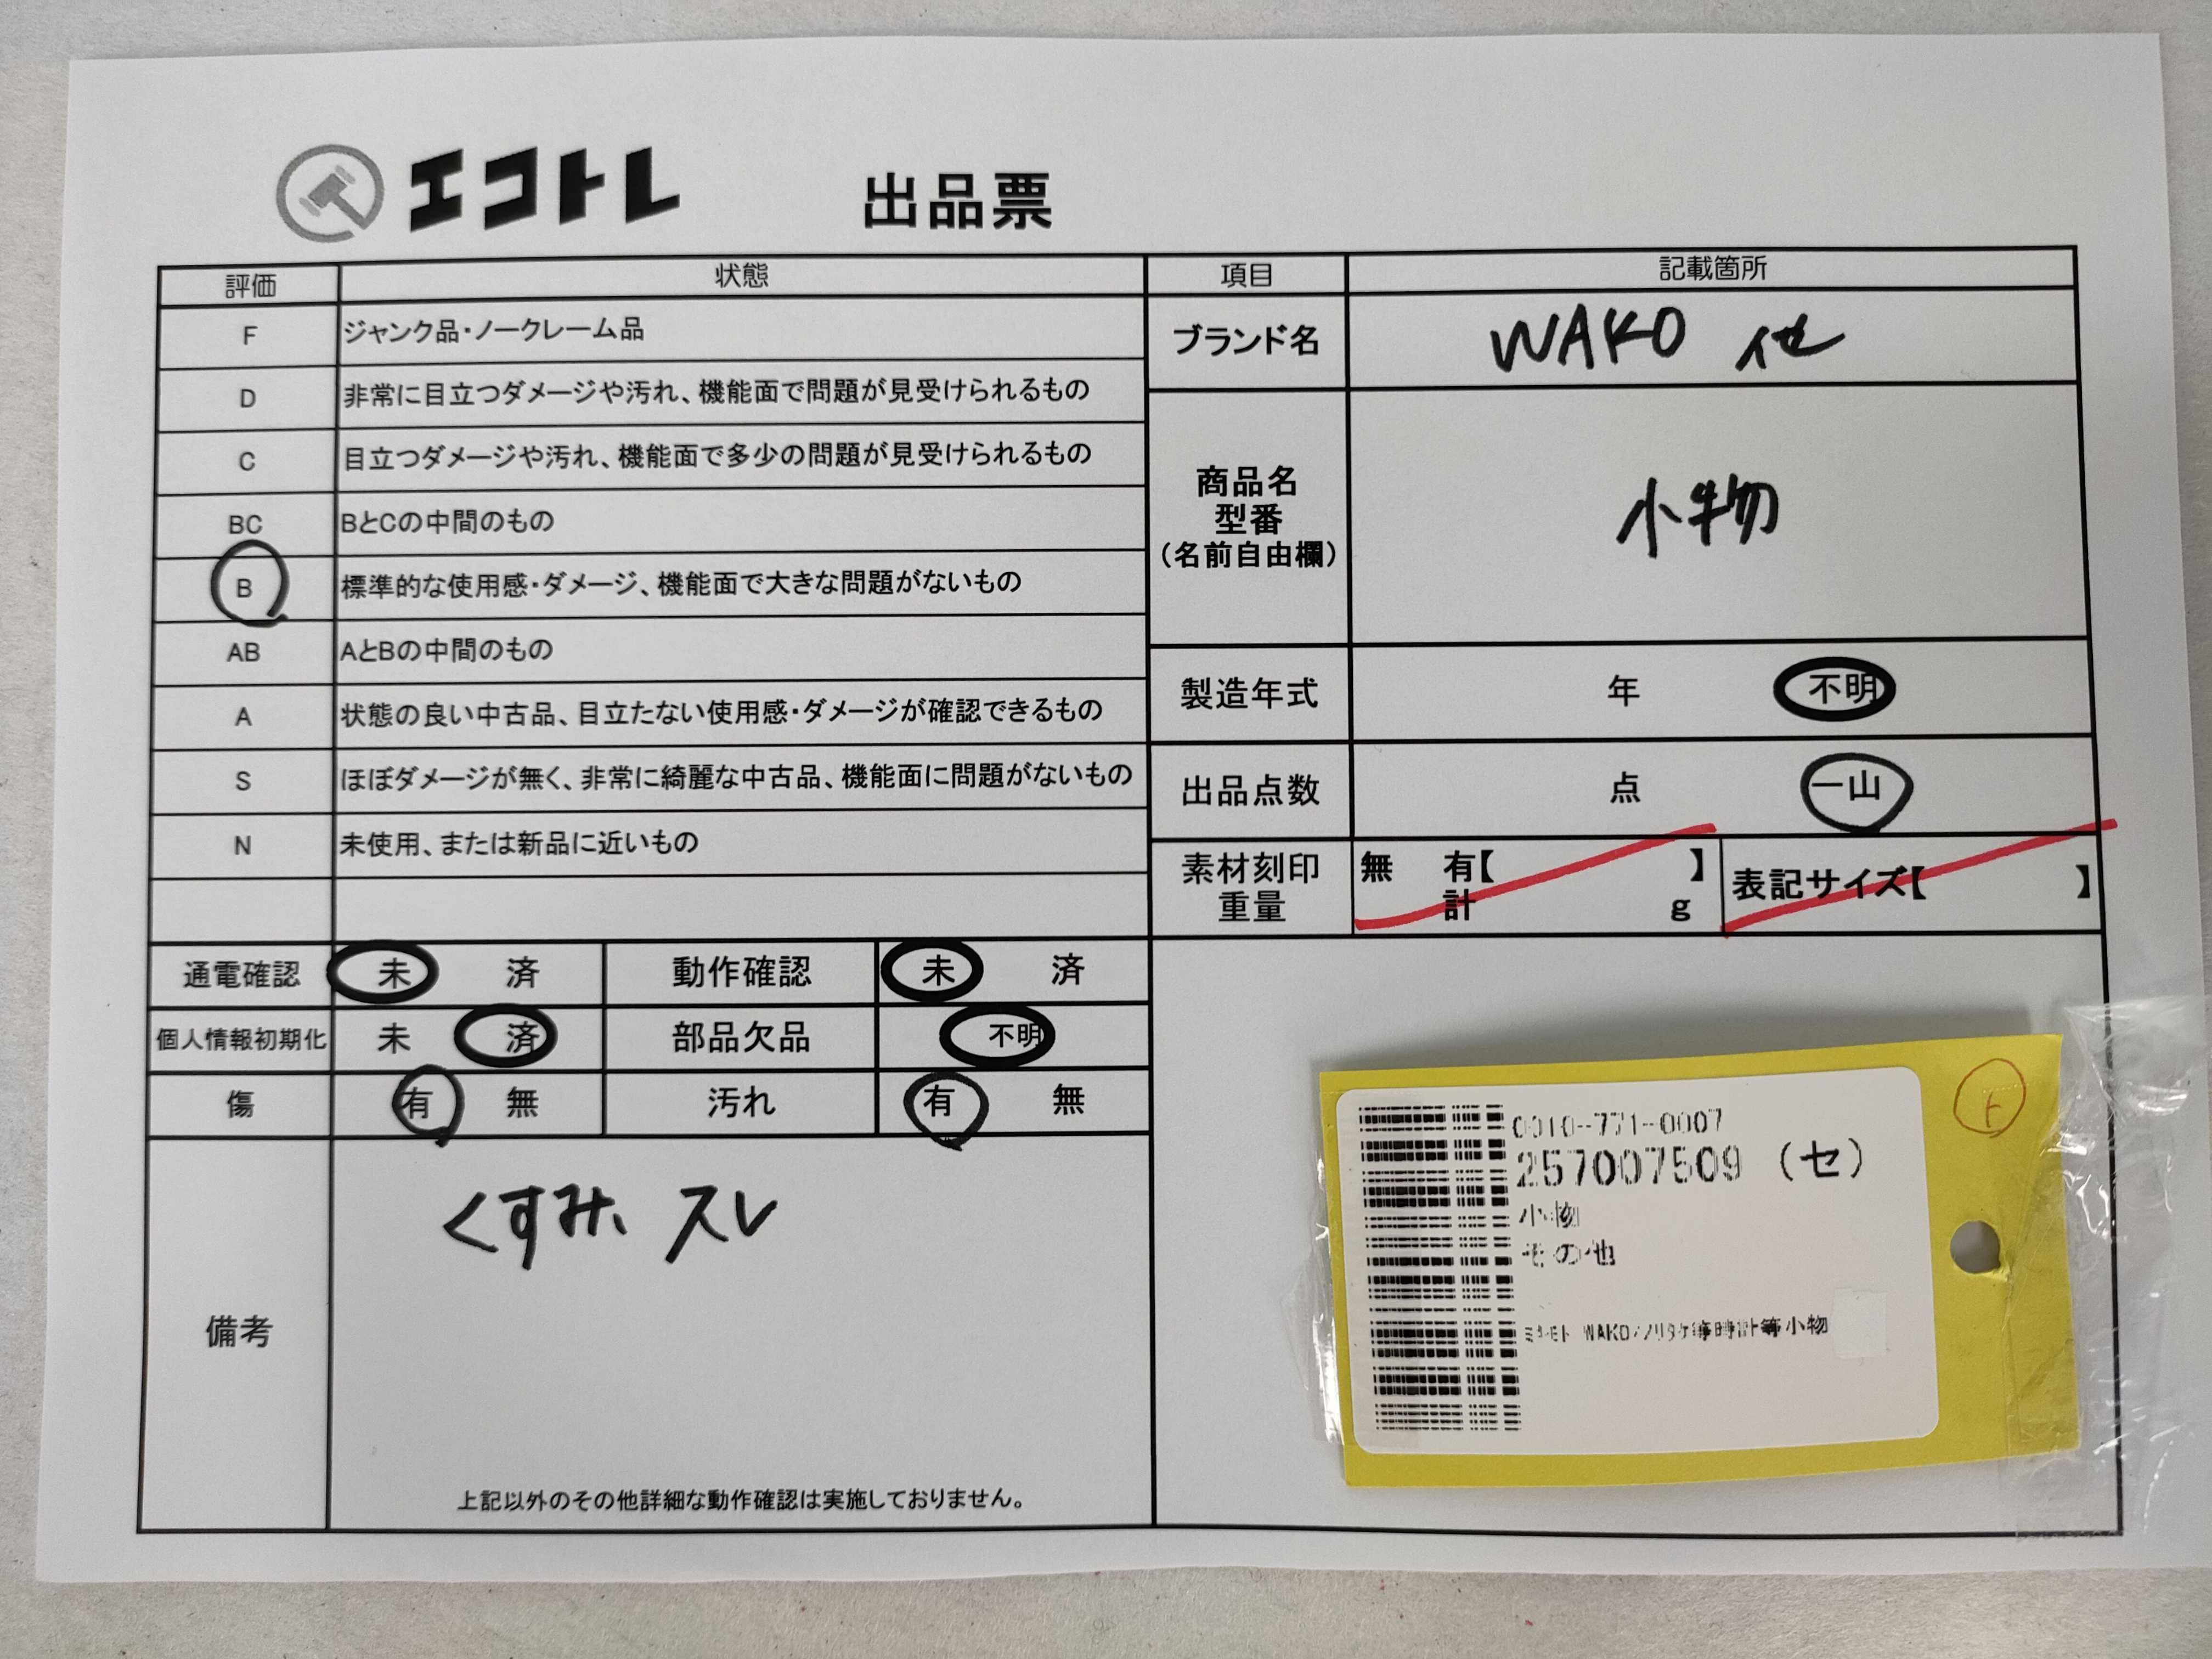 エコトレ 出品票
評価 状態
F ジャンク品・ノークレーム品
D 非常に目立つダメージや汚れ、機能面で問題が見受けられるもの
C 目立つダメージや汚れ、機能面で多少の問題が見受けられるもの
BC BとCの中間のもの
B 標準的な使用感・ダメージ、機能面で大きな問題がないもの
AB AとBの中間のもの
A 状態の良い中古品、目立たない使用感・ダメージが確認できるもの
S ほぼダメージが無く、非常に綺麗な中古品、機能面に問題がないもの
N 未使用、または新品に近いもの
項目 記載箇所
ブランド名 WAKO 他
商品名
型番
(名前自由欄)
小物
製造年式 年 不明
出品点数 点 一山
素材刻印
重量
無 有【 】
計 g
表記サイズ【 】
通電確認 未 済 動作確認 未 済
個人情報初期化 未 済 部品欠品 不明
傷 有 無 汚れ 有 無
備考
くすみ、スレ
上記以外のその他詳細な動作確認は実施しておりません。
0010-771-0007
257007509 (セ)
小物
その他
ミキモト WAKO/ノリタケ等時計等小物